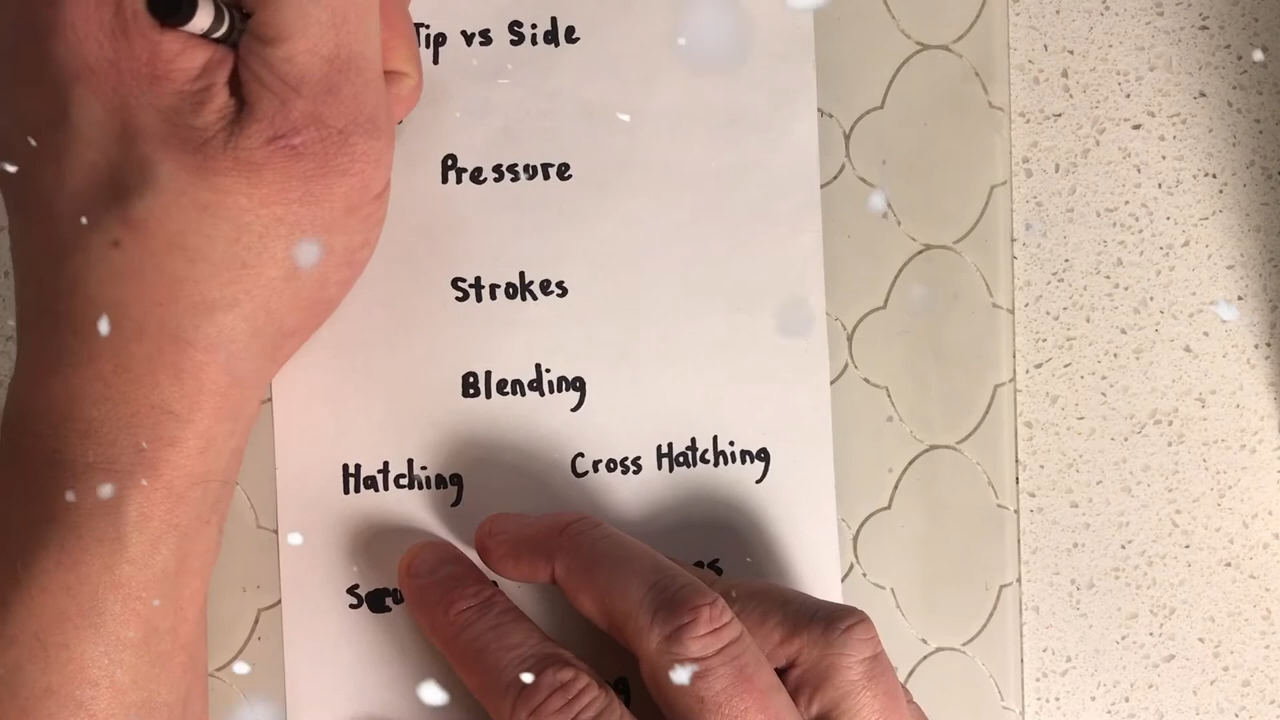 Tip vs Side
Pressure
Strokes
Blending
Hatching
Cross Hatching